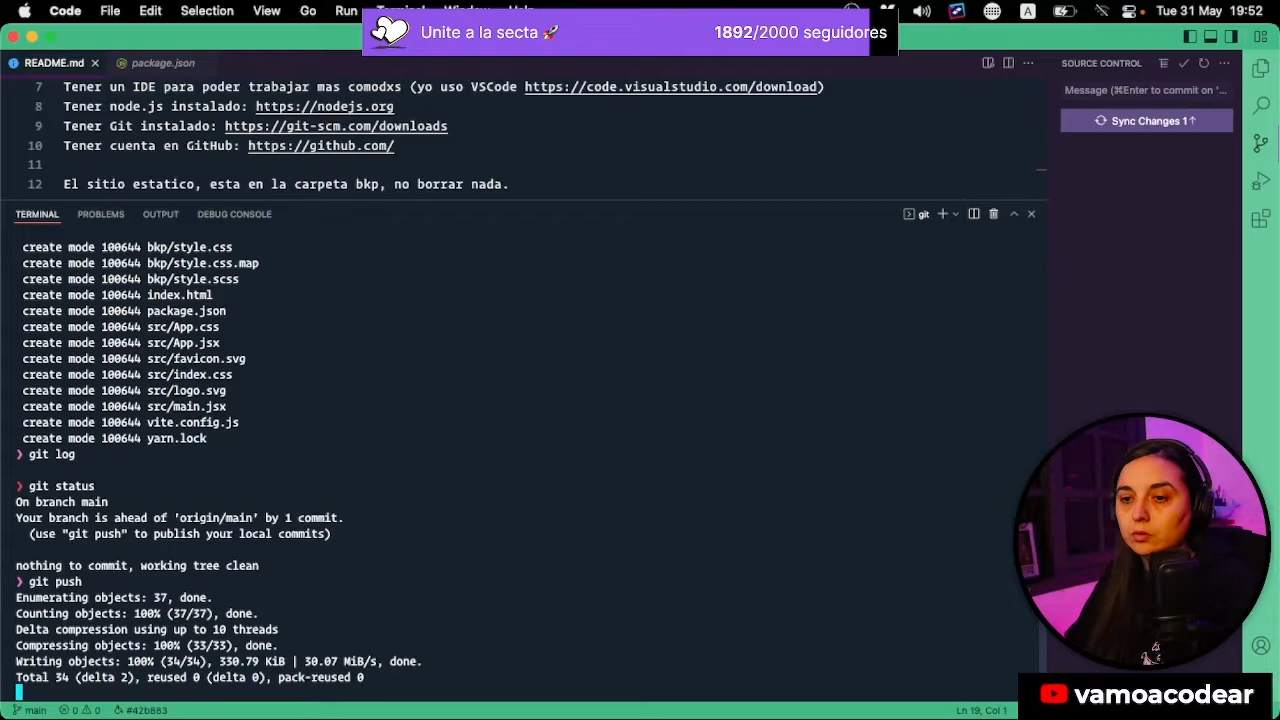 Code File Edit Selection View Go Run
Tue 31 May 19:52
Unite a la secta 🚀 1892/2000 seguidores
README.md package.json
SOURCE CONTROL
7 Tener un IDE para poder trabajar mas comodxs (yo uso VSCode https://code.visualstudio.com/download)
Message (⌘Enter to commit on '...
8 Tener node.js instalado: https://nodejs.org
9 Tener Git instalado: https://git-scm.com/downloads
Sync Changes 1↑
10 Tener cuenta en GitHub: https://github.com/
11
12 El sitio estatico, esta en la carpeta bkp, no borrar nada.
TERMINAL PROBLEMS OUTPUT DEBUG CONSOLE
git
create mode 100644 bkp/style.css
create mode 100644 bkp/style.css.map
create mode 100644 bkp/style.scss
create mode 100644 index.html
create mode 100644 package.json
create mode 100644 src/App.css
create mode 100644 src/App.jsx
create mode 100644 src/favicon.svg
create mode 100644 src/index.css
create mode 100644 src/logo.svg
create mode 100644 src/main.jsx
create mode 100644 vite.config.js
create mode 100644 yarn.lock
❯ git log
❯ git status
On branch main
Your branch is ahead of 'origin/main' by 1 commit.
(use "git push" to publish your local commits)
nothing to commit, working tree clean
❯ git push
Enumerating objects: 37, done.
Counting objects: 100% (37/37), done.
Delta compression using up to 10 threads
Compressing objects: 100% (33/33), done.
Writing objects: 100% (34/34), 330.79 KiB | 30.07 MiB/s, done.
Total 34 (delta 2), reused 0 (delta 0), pack-reused 0
main 0 0 #42b883
Ln 19, Col 1
vamoacodear